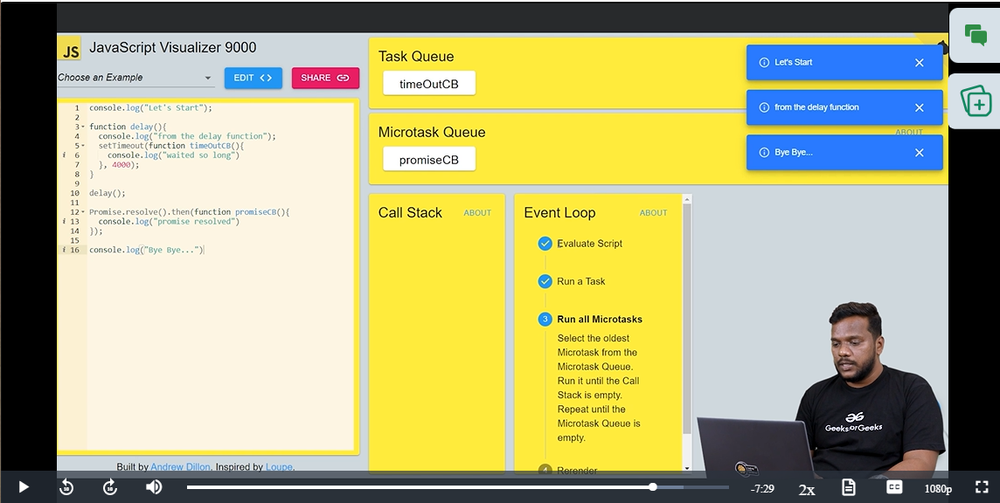 JS
JavaScript Visualizer 9000
Choose an Example
EDIT <>
SHARE
1 console.log("Let's Start");
2
3 function delay(){
4 console.log("from the delay function");
5 setTimeout(function timeOutCB(){
i 6 console.log("waited so long")
7 }, 4000);
8 }
9
10 delay();
11
12 Promise.resolve().then(function promiseCB(){
i 13 console.log("promise resolved")
14 });
15
i 16 console.log("Bye Bye...")
Built by Andrew Dillon. Inspired by Loupe.
Task Queue
timeOutCB
Microtask Queue
ABOUT
promiseCB
Let's Start
from the delay function
Bye Bye...
Call Stack ABOUT
Event Loop ABOUT
Evaluate Script
Run a Task
3 Run all Microtasks
Select the oldest
Microtask from the
Microtask Queue.
Run it until the Call
Stack is empty.
Repeat until the
Microtask Queue is
empty.
4 Rerender
GeeksforGeeks
10
10
-7:29
2x
CC
1080p